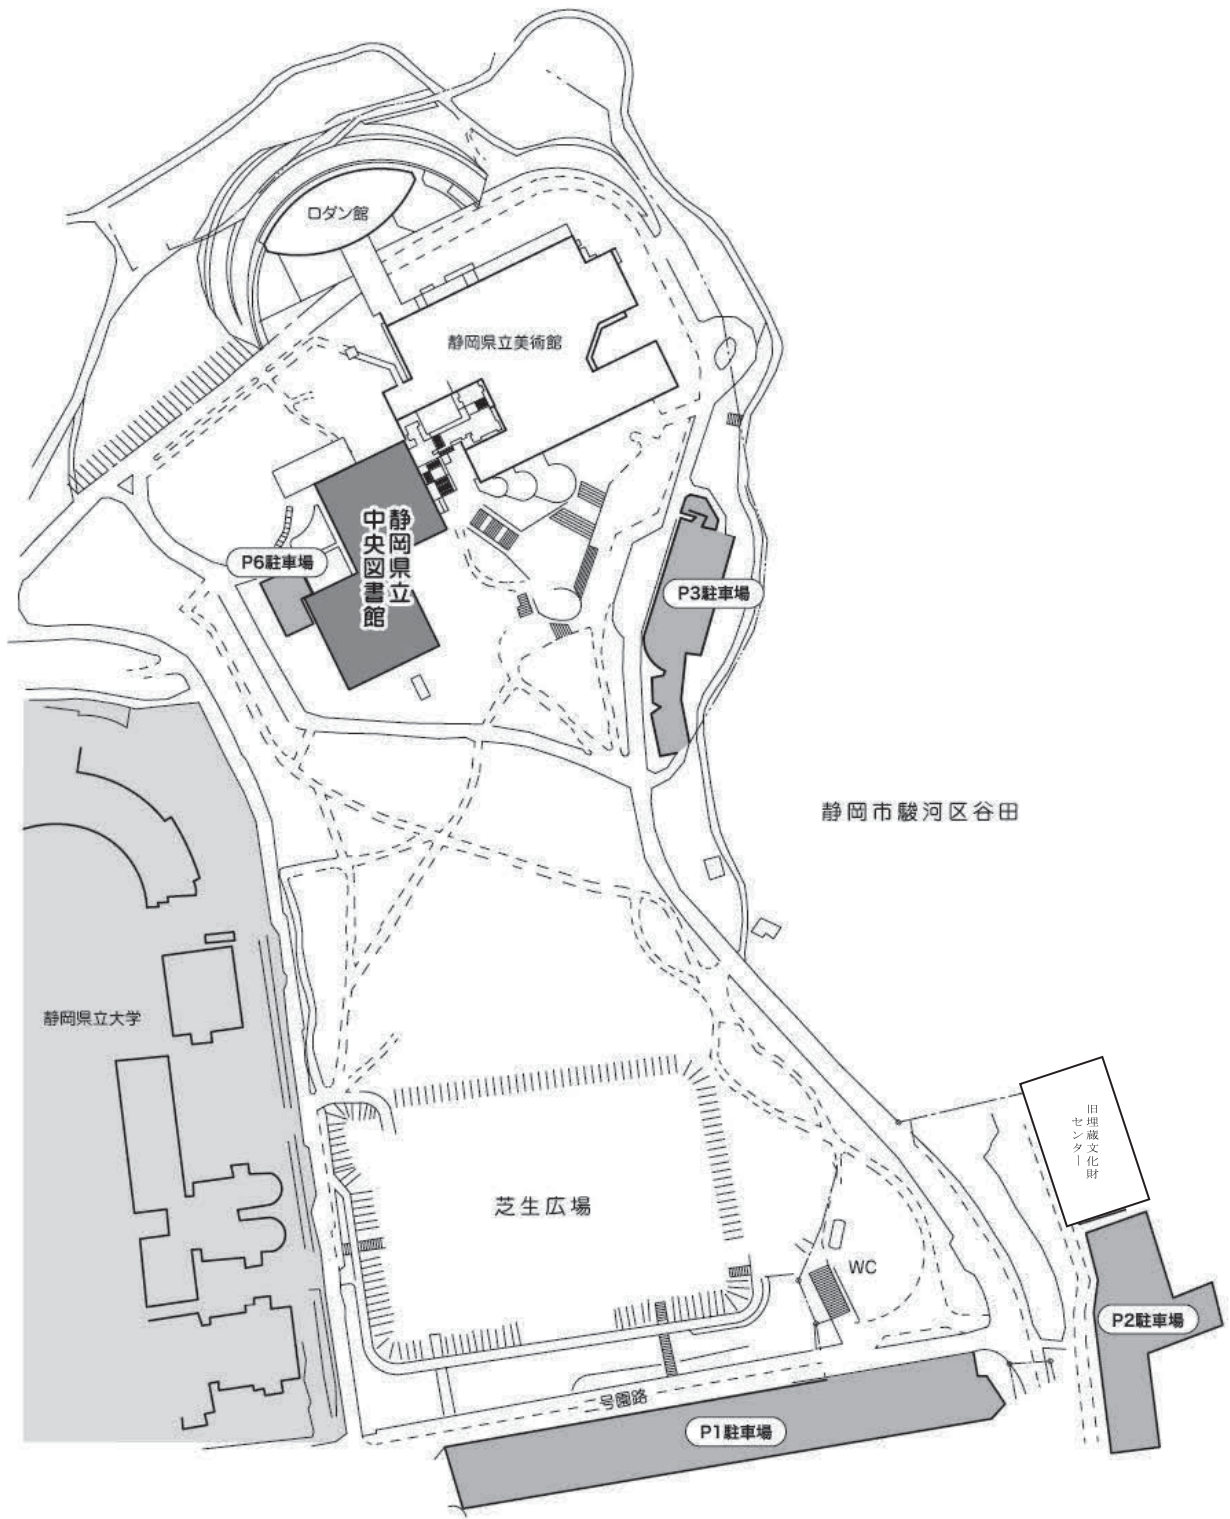 ロダン館
静岡県立美術館
静岡県立
中央図書館
P6駐車場
P3駐車場
静岡市駿河区谷田
静岡県立大学
旧埋蔵文化財
センター
芝生広場
WC
P2駐車場
号園路
P1駐車場